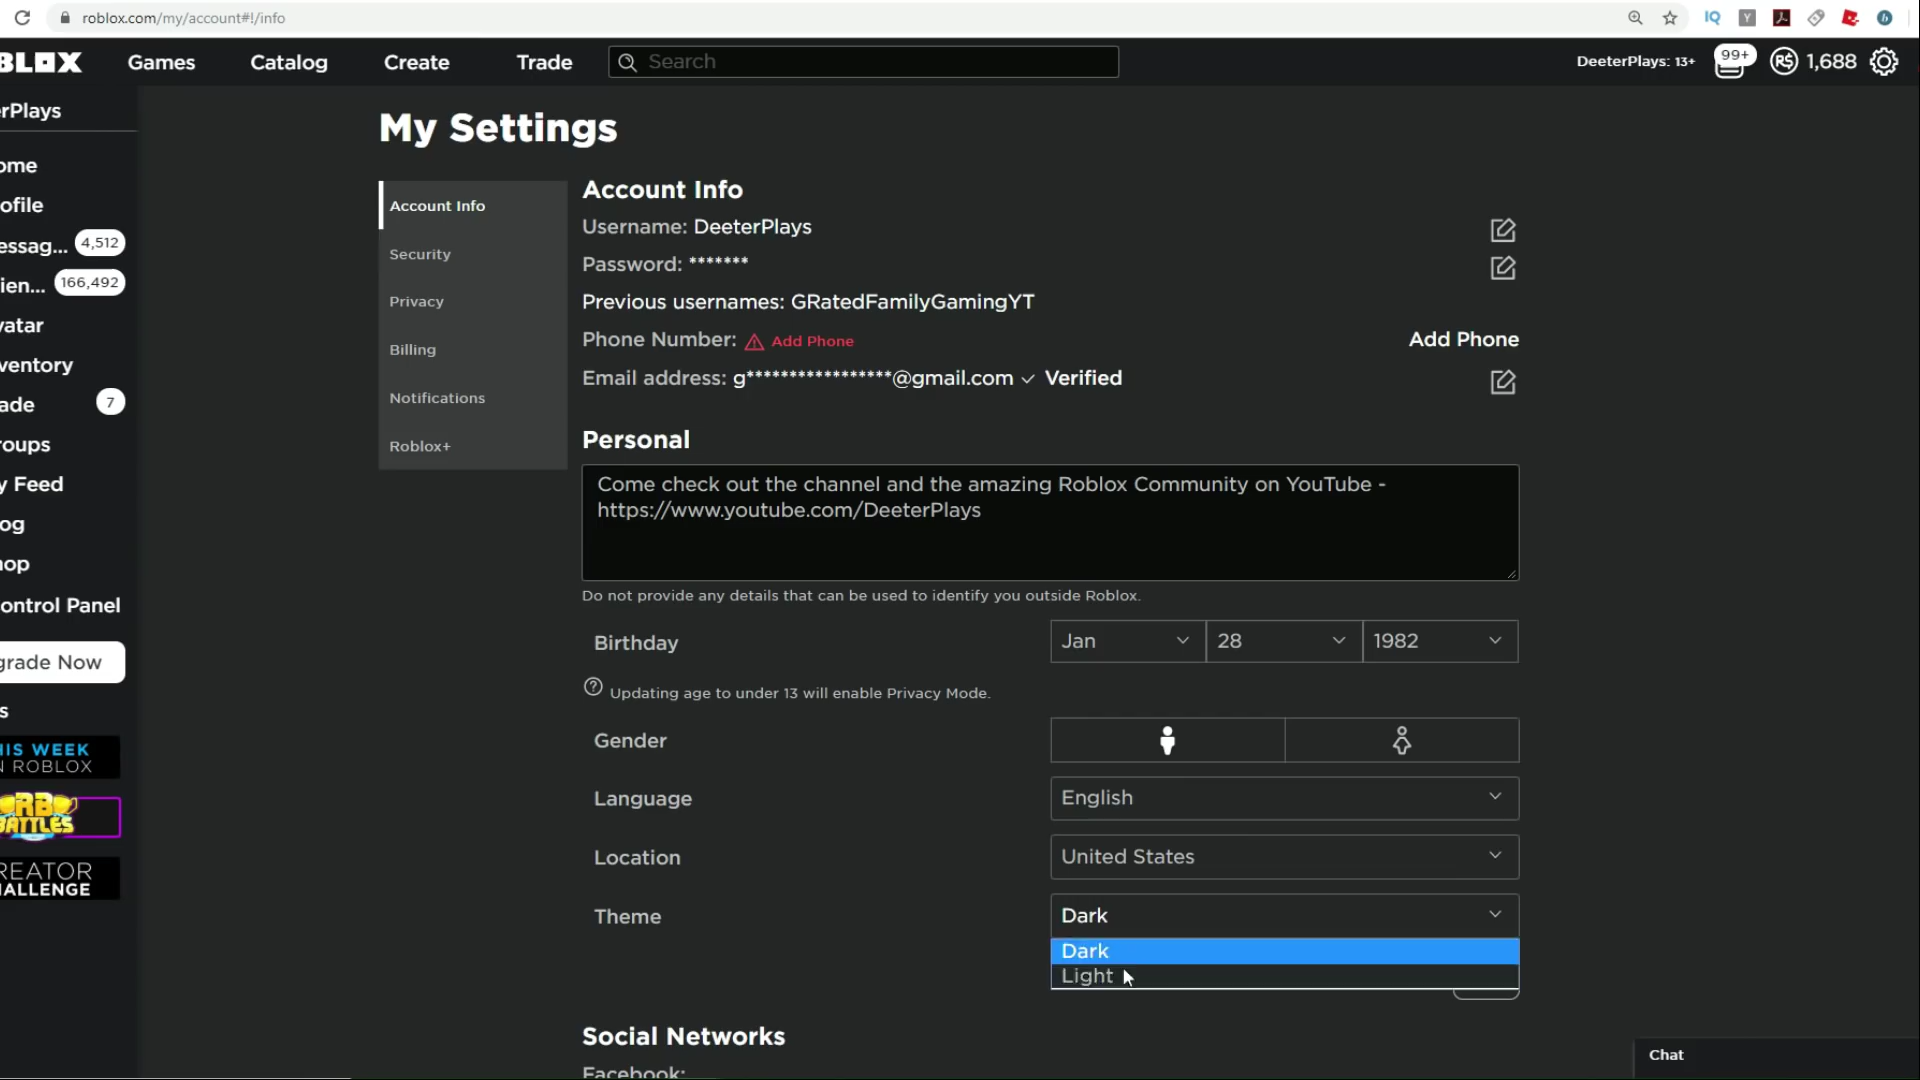 roblox.com/my/account#!/info
BLOX
Games
Catalog
Create
Trade
Search
DeeterPlays: 13+
99+
1,688
rPlays
ome
ofile
essag... 4,512
ien... 166,492
vatar
ventory
ade 7
roups
y Feed
og
hop
ontrol Panel
grade Now
s
HIS WEEK
N ROBLOX
RB
BATTLES
REATOR
HALLENGE
My Settings
Account Info
Security
Privacy
Billing
Notifications
Roblox+
Account Info
Username: DeeterPlays
Password: *******
Previous usernames: GRatedFamilyGamingYT
Phone Number: Add Phone
Add Phone
Email address: g*****************@gmail.com Verified
Personal
Come check out the channel and the amazing Roblox Community on YouTube -
https://www.youtube.com/DeeterPlays
Do not provide any details that can be used to identify you outside Roblox.
Birthday
Jan
28
1982
Updating age to under 13 will enable Privacy Mode.
Gender
Language
English
Location
United States
Theme
Dark
Dark
Light
Social Networks
Facebook:
Chat